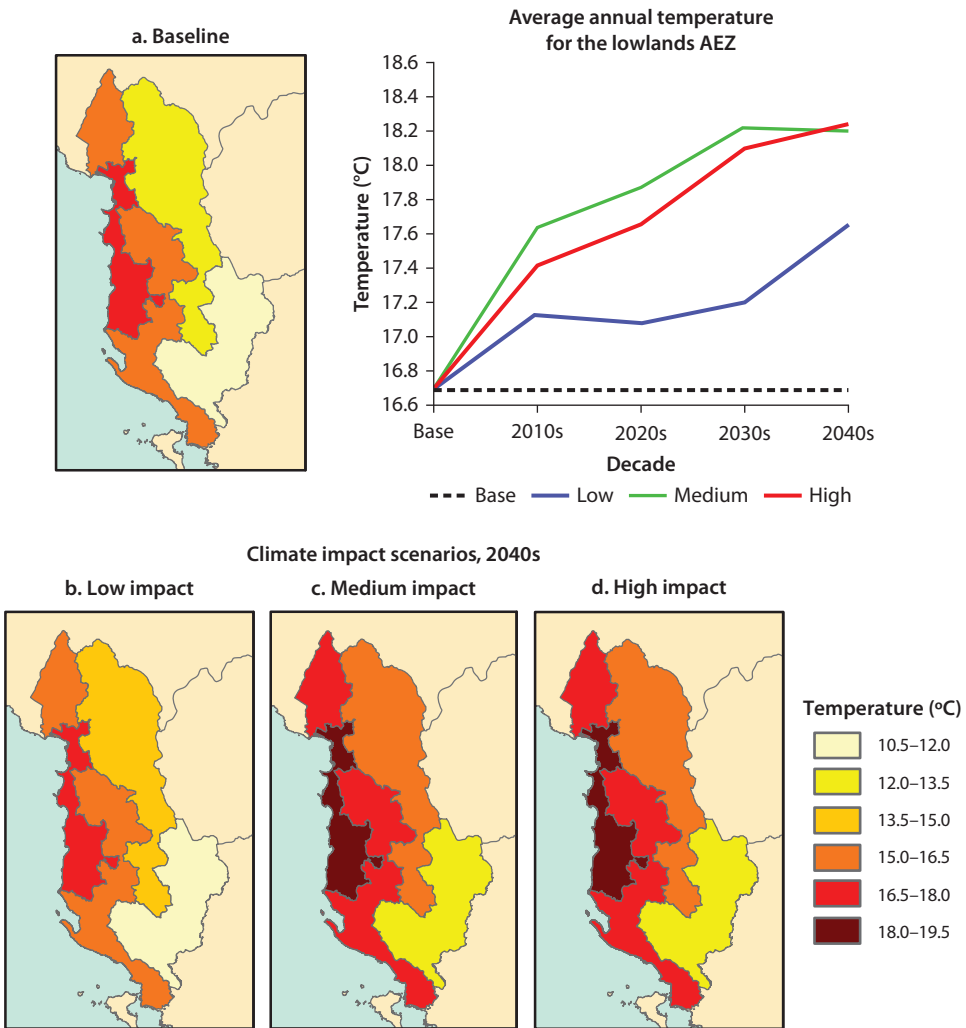 a. Baseline
Average annual temperature
for the lowlands AEZ
18.6
18.4
18.2
18.0
17.8
17.6
17.4
17.2
17.0
16.8
16.6
Temperature (°C)
Base
2010s
2020s
2030s
2040s
Decade
Base
Low
Medium
High
Climate impact scenarios, 2040s
b. Low impact
c. Medium impact
d. High impact
Temperature (ºC)
10.5–12.0
12.0–13.5
13.5–15.0
15.0–16.5
16.5–18.0
18.0–19.5